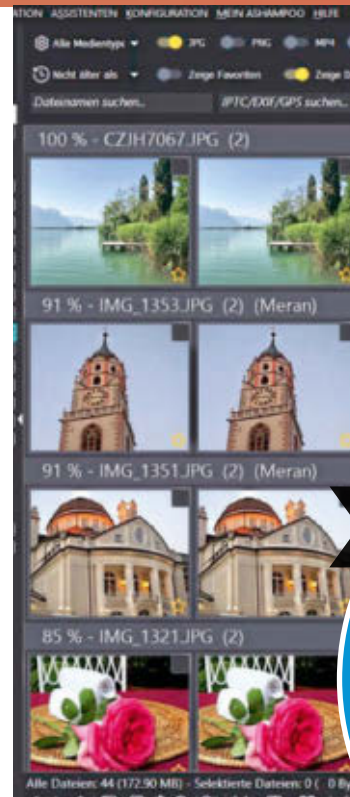 ATION ASSISTENTEN KONFIGURATION MEIN ASHAMPOO HILFE
Alle Medientypen JPG PNG MP4
Nicht älter als Zeige Favoriten Zeige D
Dateinamen suchen... IPTC/EXIF/GPS suchen...
100 % - CZJH7067.JPG (2)
91 % - IMG_1353.JPG (2) (Meran)
91 % - IMG_1351.JPG (2) (Meran)
85 % - IMG_1321.JPG (2)
Alle Dateien: 44 (172.90 MB) - Selektierte Dateien: 0 ( 0 By